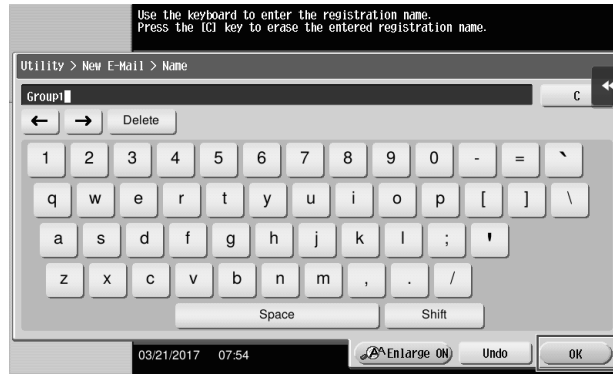 Use the keyboard to enter the registration name.
Press the [C] key to erase the entered registration name.
Utility > New E-Mail > Name
Group1
C
← → Delete
1 2 3 4 5 6 7 8 9 0 - = `
q w e r t y u i o p [ ] \
a s d f g h j k l ; '
z x c v b n m , . /
Space Shift
03/21/2017 07:54 Enlarge ON Undo OK